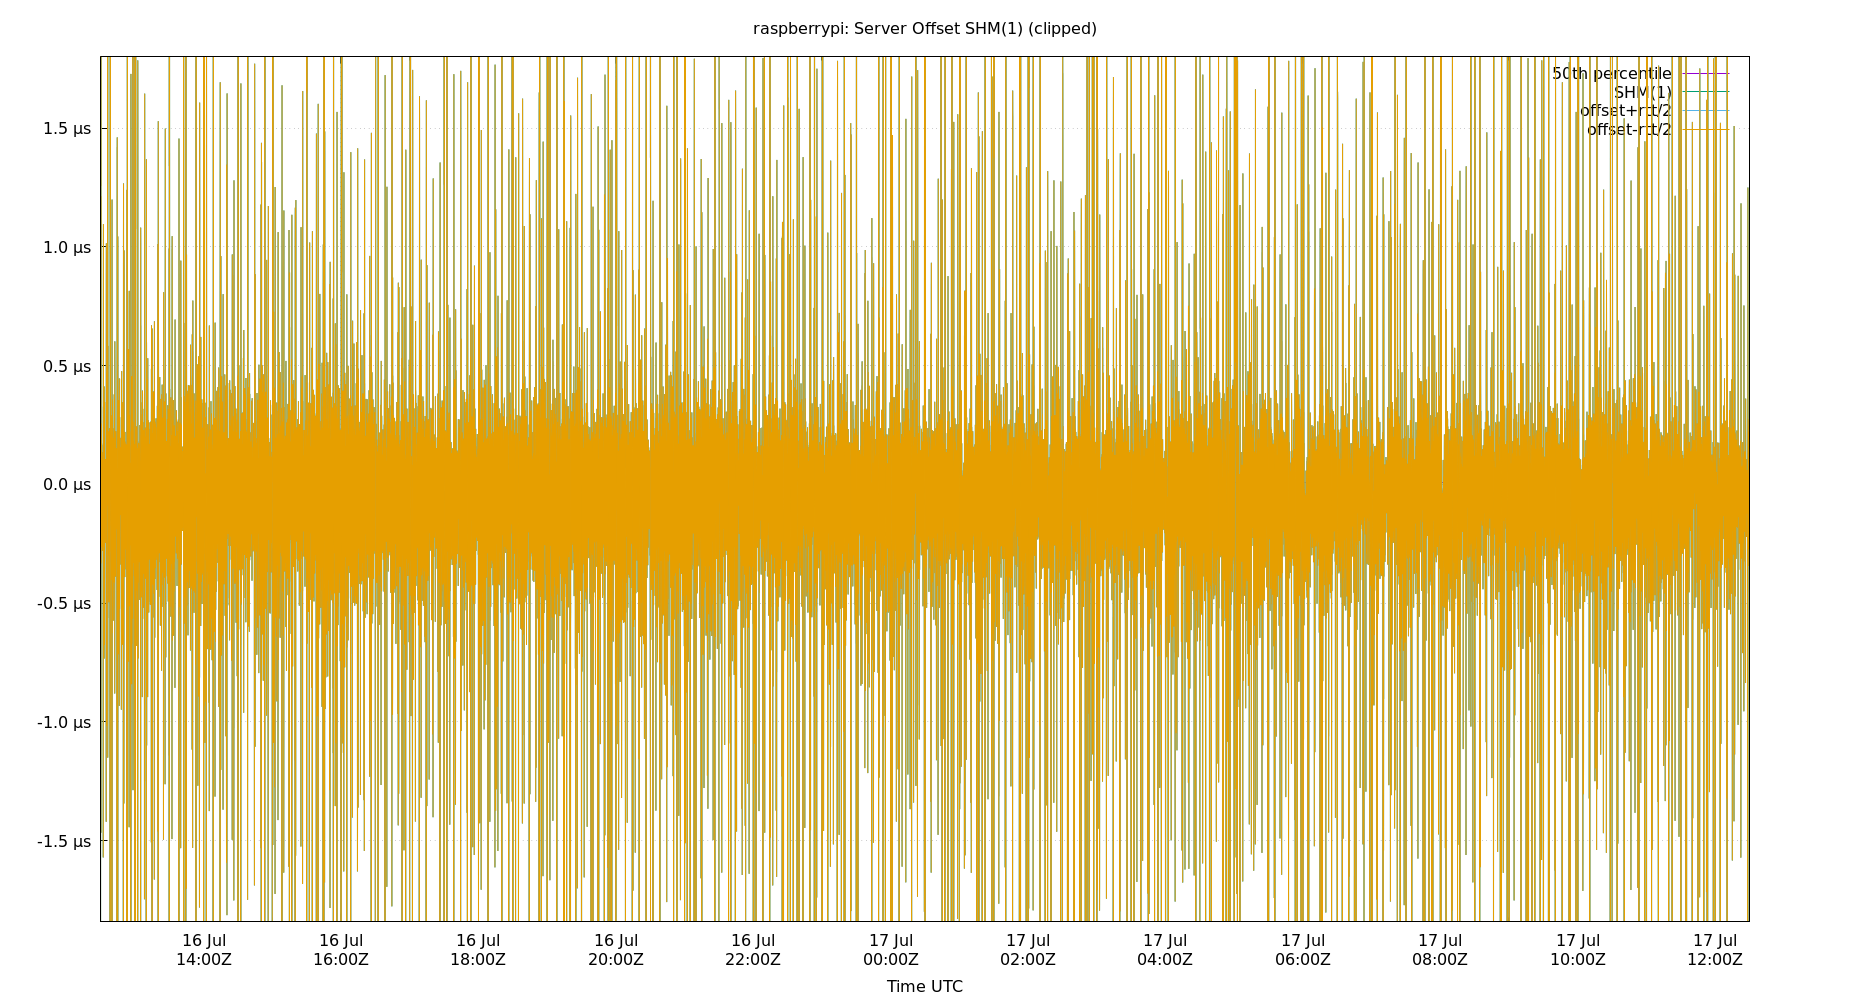 raspberrypi: Server Offset SHM(1) (clipped)
50th percentile
SHM(1)
offset+rtt/2
offset-rtt/2
1.5 µs
1.0 µs
0.5 µs
0.0 µs
-0.5 µs
-1.0 µs
-1.5 µs
16 Jul 16 Jul 16 Jul 16 Jul 16 Jul 17 Jul 17 Jul 17 Jul 17 Jul 17 Jul 17 Jul 17 Jul
14:00Z 16:00Z 18:00Z 20:00Z 22:00Z 00:00Z 02:00Z 04:00Z 06:00Z 08:00Z 10:00Z 12:00Z
Time UTC